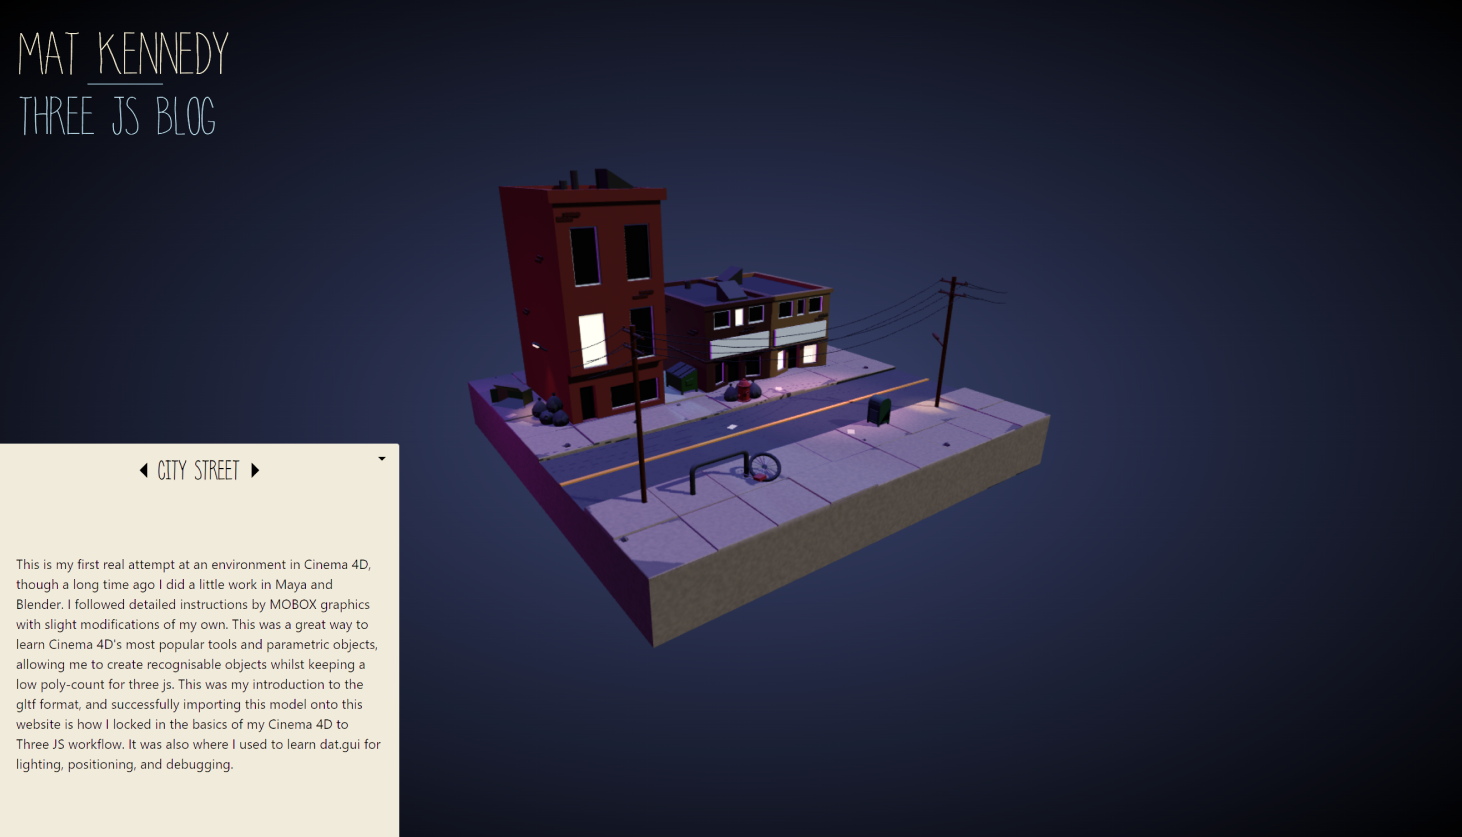 MAT KENNEDY
THREE JS BLOG
CITY STREET
This is my first real attempt at an environment in Cinema 4D,
though a long time ago I did a little work in Maya and
Blender. I followed detailed instructions by MOBOX graphics
with slight modifications of my own. This was a great way to
learn Cinema 4D's most popular tools and parametric objects,
allowing me to create recognisable objects whilst keeping a
low poly-count for three js. This was my introduction to the
gltf format, and successfully importing this model onto this
website is how I locked in the basics of my Cinema 4D to
Three JS workflow. It was also where I used to learn dat.gui for
lighting, positioning, and debugging.